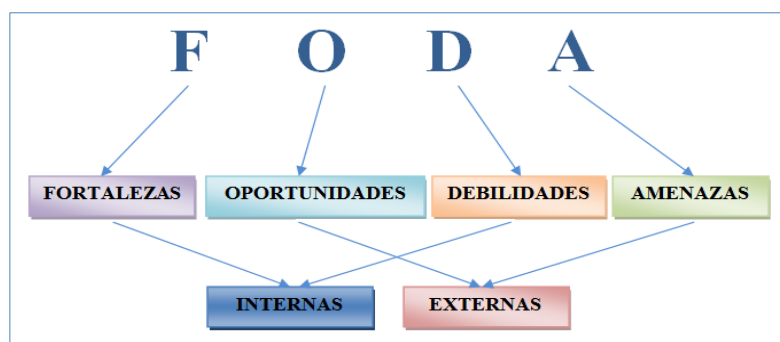 F O D A
FORTALEZAS OPORTUNIDADES DEBILIDADES AMENAZAS
INTERNAS EXTERNAS